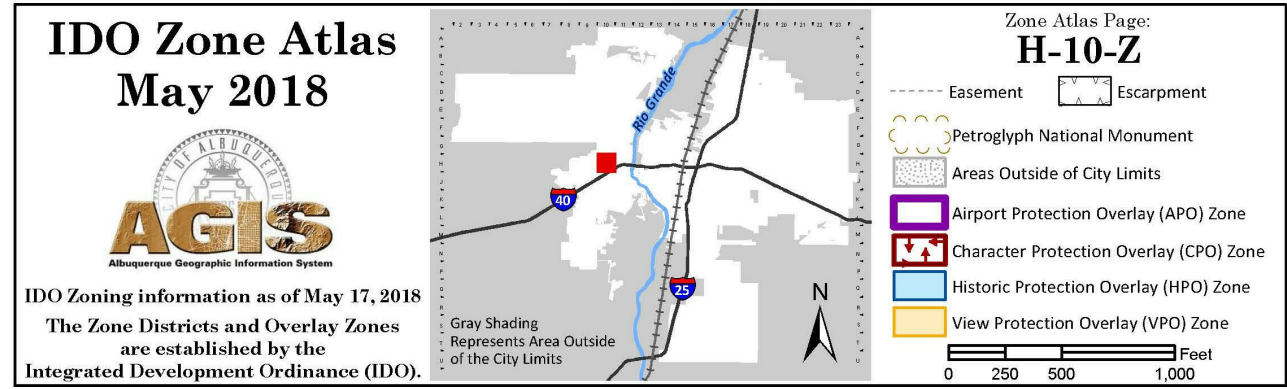 IDO Zone Atlas
May 2018
CITY OF ALBUQUERQUE
AGIS
Albuquerque Geographic Information System
IDO Zoning information as of May 17, 2018
The Zone Districts and Overlay Zones
are established by the
Integrated Development Ordinance (IDO).
Rio Grande
40
25
Gray Shading
Represents Area Outside
of the City Limits
N
Zone Atlas Page:
H-10-Z
Easement
Escarpment
Petroglyph National Monument
Areas Outside of City Limits
Airport Protection Overlay (APO) Zone
Character Protection Overlay (CPO) Zone
Historic Protection Overlay (HPO) Zone
View Protection Overlay (VPO) Zone
Feet
0 250 500 1,000